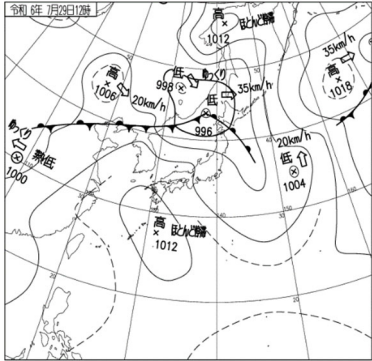 令和 6年 7月29日12時
高
ほとんど停滞
1012
35km/h
高
1018
低
ゆっくり
998
高
1006
20km/h
低
35km/h
996
ゆっくり
熱低
1000
20km/h
低
1004
高
ほとんど停滞
1012